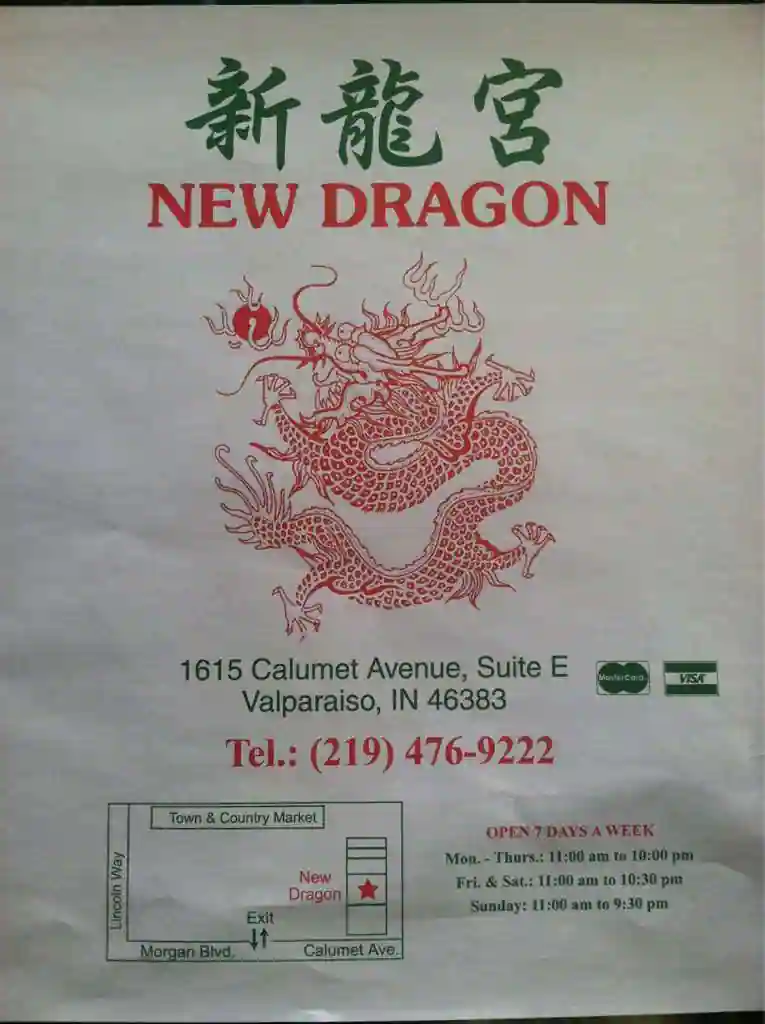 新龍宮
NEW DRAGON
1615 Calumet Avenue, Suite E
Valparaiso, IN 46383
MasterCard
VISA
Tel.: (219) 476-9222
Town & Country Market
Lincoln Way
New
Dragon
Exit
Morgan Blvd.
Calumet Ave.
OPEN 7 DAYS A WEEK
Mon. - Thurs.: 11:00 am to 10:00 pm
Fri. & Sat.: 11:00 am to 10:30 pm
Sunday: 11:00 am to 9:30 pm